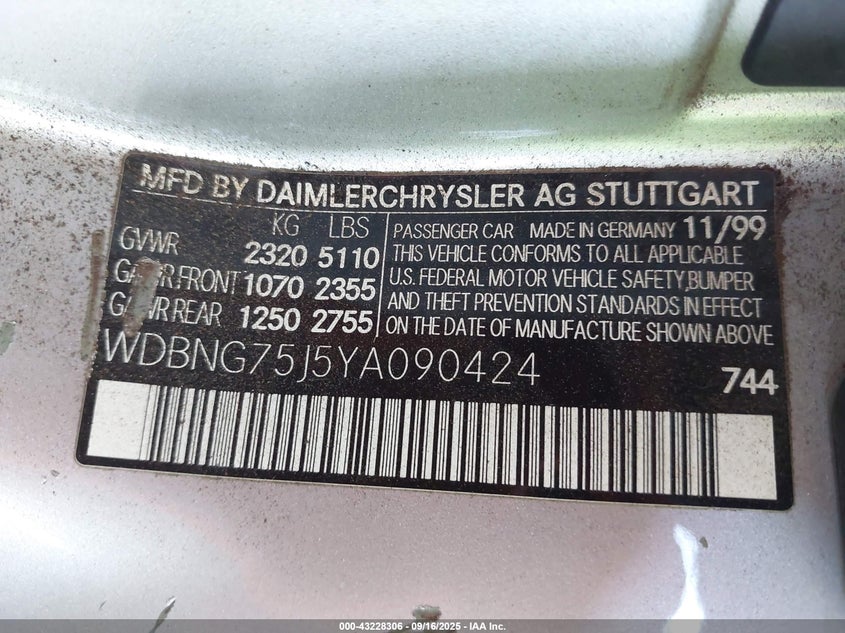 MFD BY DAIMLERCHRYSLER AG STUTTGART
KG LBS
GVWR 2320 5110
GAWR FRONT 1070 2355
GAWR REAR 1250 2755
PASSENGER CAR MADE IN GERMANY 11/99
THIS VEHICLE CONFORMS TO ALL APPLICABLE
U.S. FEDERAL MOTOR VEHICLE SAFETY,BUMPER
AND THEFT PREVENTION STANDARDS IN EFFECT
ON THE DATE OF MANUFACTURE SHOWN ABOVE
WDBNG75J5YA090424
744
000-43228306 - 09/16/2025 - IAA Inc.